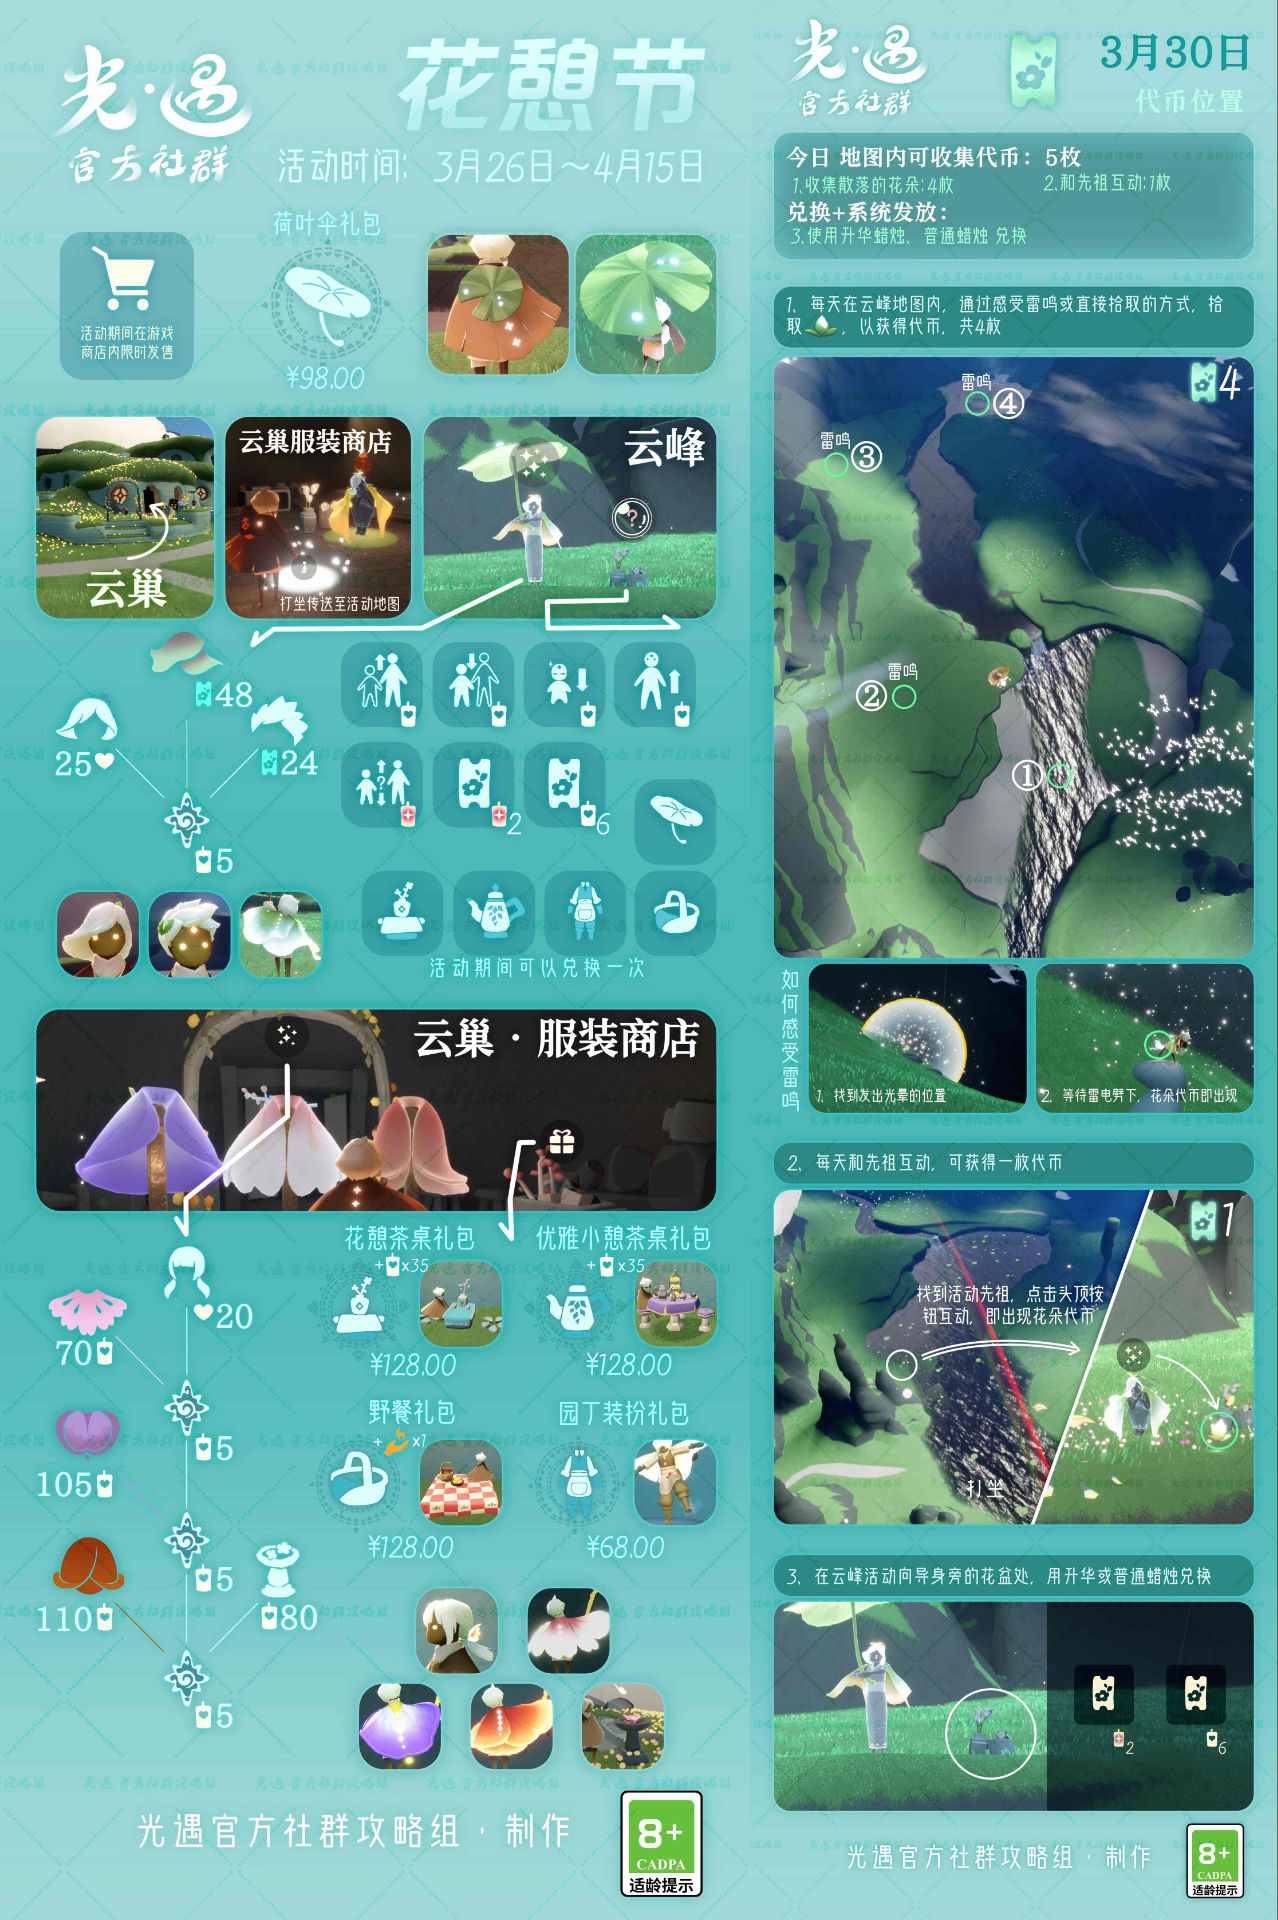 光·遇
官方社群
花憩节
活动时间：3月26日～4月15日
荷叶伞礼包
活动期间在游戏
商店内限时发售
¥98.00
云巢
云巢服装商店
打坐传送至活动地图
云峰
?
48
25
24
5
2
6
活动期间可以兑换一次
云巢·服装商店
花憩茶桌礼包
+ x35
¥128.00
优雅小憩茶桌礼包
+ x35
¥128.00
20
70
5
野餐礼包
+ x1
¥128.00
园丁装扮礼包
¥68.00
105
5
110
80
5
光遇官方社群攻略组·制作
8+
CADPA
适龄提示
光·遇
官方社群
3月30日
代币位置
今日 地图内可收集代币：5枚
1、收集散落的花朵：4枚
2、和先祖互动：1枚
兑换+系统发放：
3、使用升华蜡烛、普通蜡烛 兑换
1、每天在云峰地图内，通过感受雷鸣或直接拾取的方式，拾
取 ，以获得代币，共4枚
4
雷鸣
④
雷鸣
③
雷鸣
②
①
如何感受雷鸣
1、找到发出光晕的位置
2、等待雷电劈下，花朵代币即出现
2、每天和先祖互动，可获得一枚代币
1
找到活动先祖，点击头顶按
钮互动，即出现花朵代币
打坐
3、在云峰活动向导身旁的花盆处，用升华或普通蜡烛兑换
2
6
光遇官方社群攻略组·制作
8+
CADPA
适龄提示